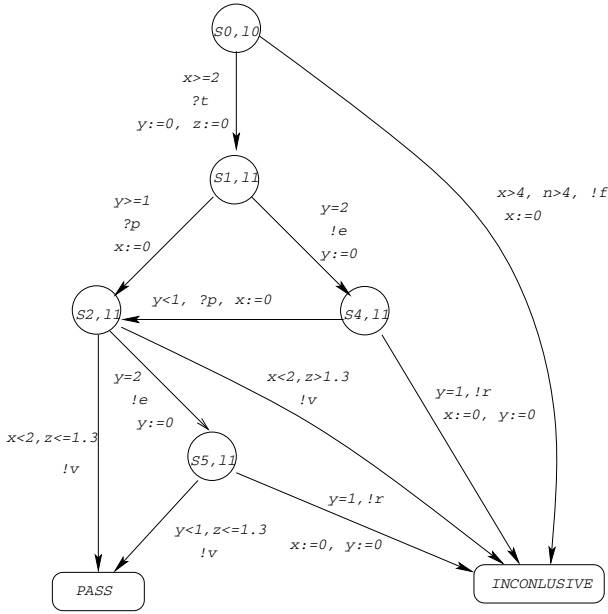 S0,l0
x>=2
?t
y:=0, z:=0
x>4, n>4, !f
x:=0
S1,l1
y>=1
?p
x:=0
y=2
!e
y:=0
y<1, ?p, x:=0
S2,l1
S4,l1
y=2
!e
y:=0
x<2,z>1.3
!v
y=1,!r
x:=0, y:=0
x<2,z<=1.3
!v
S5,l1
y=1,!r
x:=0, y:=0
y<1,z<=1.3
!v
PASS
INCONLUSIVE